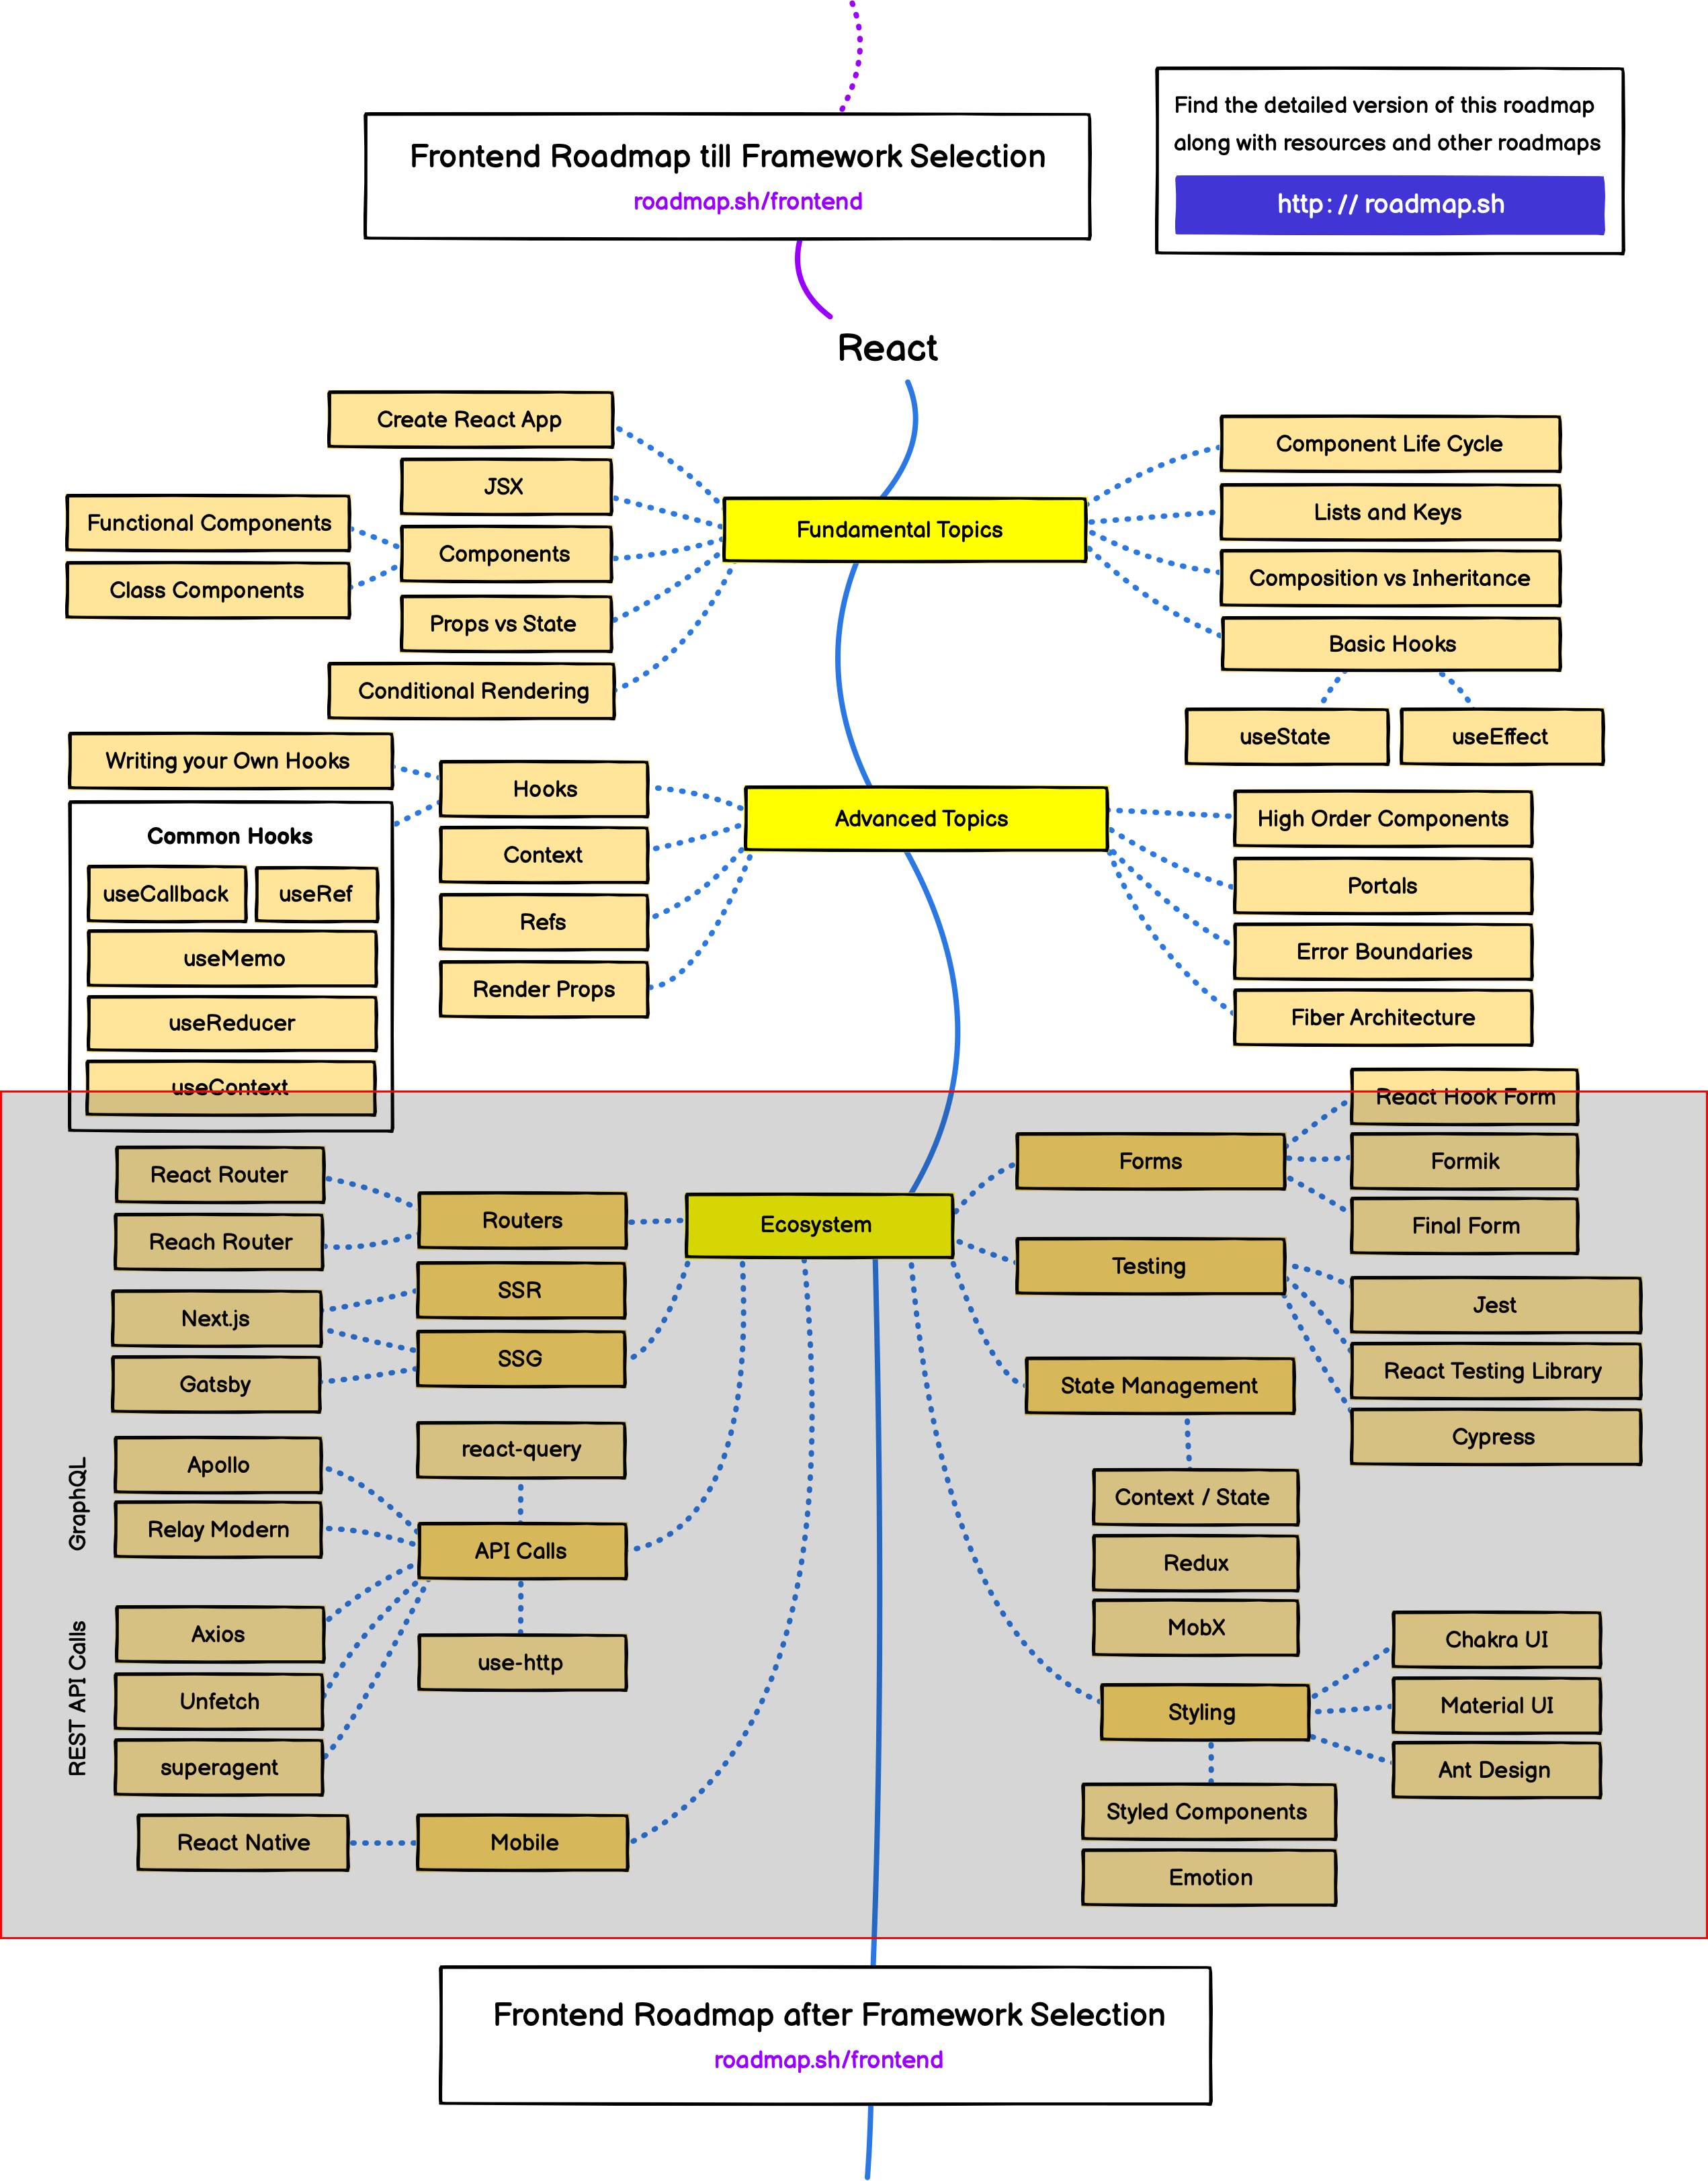 Frontend Roadmap till Framework Selection
roadmap.sh/frontend
Find the detailed version of this roadmap
along with resources and other roadmaps
http://roadmap.sh
React
Create React App
JSX
Functional Components
Components
Class Components
Props vs State
Conditional Rendering
Fundamental Topics
Component Life Cycle
Lists and Keys
Composition vs Inheritance
Basic Hooks
useState
useEffect
Writing your Own Hooks
Hooks
Common Hooks
useCallback
useRef
useMemo
useReducer
useContext
Context
Refs
Render Props
Advanced Topics
High Order Components
Portals
Error Boundaries
Fiber Architecture
React Router
Reach Router
Routers
Next.js
Gatsby
SSR
SSG
Ecosystem
GraphQL
Apollo
Relay Modern
react-query
API Calls
use-http
REST API Calls
Axios
Unfetch
superagent
React Native
Mobile
Forms
React Hook Form
Formik
Final Form
Testing
Jest
React Testing Library
Cypress
State Management
Context / State
Redux
MobX
Styling
Chakra UI
Material UI
Ant Design
Styled Components
Emotion
Frontend Roadmap after Framework Selection
roadmap.sh/frontend